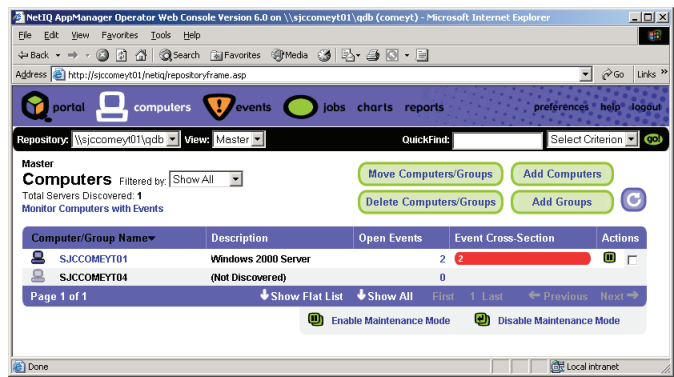 NetIQ AppManager Operator Web Console Version 6.0 on \\sjccomeyt01\qdb (comeyt) - Microsoft Internet Explorer
File Edit View Favorites Tools Help
Back Search Favorites Media
Address http://sjccomeyt01/netiq/repositoryframe.asp Go Links »
portal computers events jobs charts reports preferences help logout
Repository: \\sjccomeyt01\qdb View: Master QuickFind: Select Criterion go!
Master
Computers Filtered by: Show All
Total Servers Discovered: 1
Monitor Computers with Events
Move Computers/Groups Add Computers
Delete Computers/Groups Add Groups
Computer/Group Name Description Open Events Event Cross-Section Actions
SJCCOMEYT01 Windows 2000 Server 2 2
SJCCOMEYT04 (Not Discovered) 0
Page 1 of 1 Show Flat List Show All First 1 Last Previous Next
Enable Maintenance Mode Disable Maintenance Mode
Done Local intranet